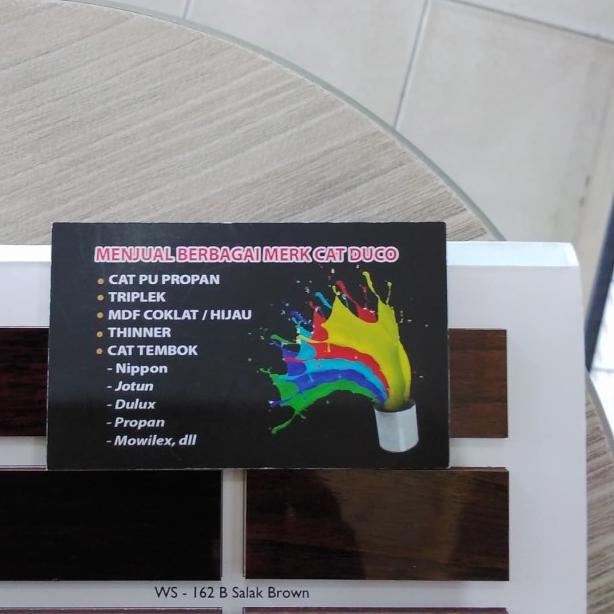 MENJUAL BERBAGAI MERK CAT DUCO
• CAT PU PROPAN
• TRIPLEK
• MDF COKLAT / HIJAU
• THINNER
• CAT TEMBOK
- Nippon
- Jotun
- Dulux
- Propan
- Mowilex, dll
WS - 162 B Salak Brown